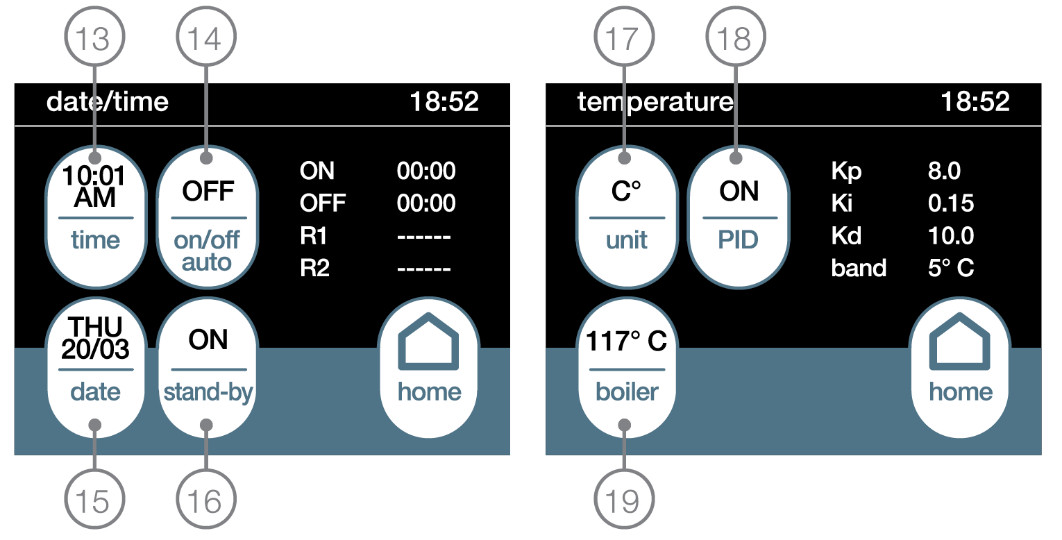 13
14
date/time
18:52
10:01
AM
time
OFF
on/off
auto
ON 00:00
OFF 00:00
R1 ------
R2 ------
THU
20/03
date
ON
stand-by
home
15
16
17
18
temperature
18:52
C°
unit
ON
PID
Kp 8.0
Ki 0.15
Kd 10.0
band 5° C
117° C
boiler
home
19